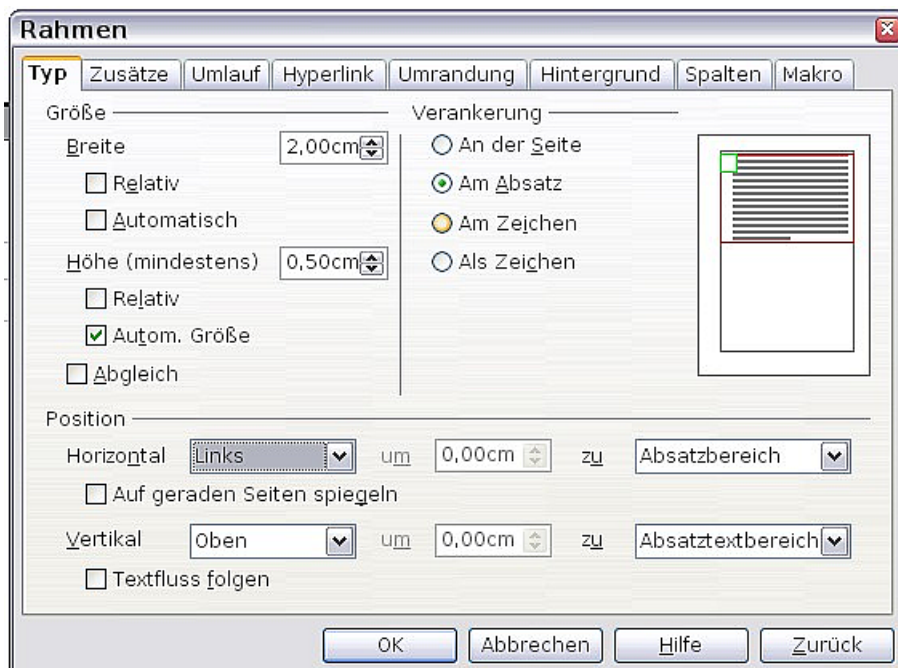 Rahmen
Typ Zusätze Umlauf Hyperlink Umrandung Hintergrund Spalten Makro
Größe
Breite 2,00cm
Relativ
Automatisch
Höhe (mindestens) 0,50cm
Relativ
Autom. Größe
Abgleich
Verankerung
An der Seite
Am Absatz
Am Zeichen
Als Zeichen
Position
Horizontal Links um 0,00cm zu Absatzbereich
Auf geraden Seiten spiegeln
Vertikal Oben um 0,00cm zu Absatztextbereich
Textfluss folgen
OK Abbrechen Hilfe Zurück